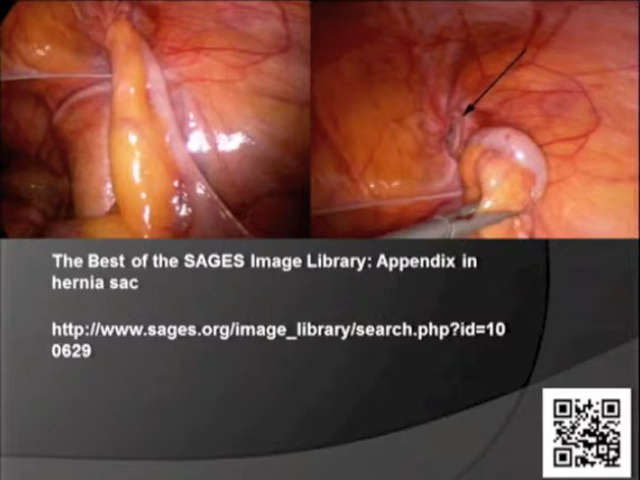 The Best of the SAGES Image Library: Appendix in
hernia sac
http://www.sages.org/image_library/search.php?id=10
0629